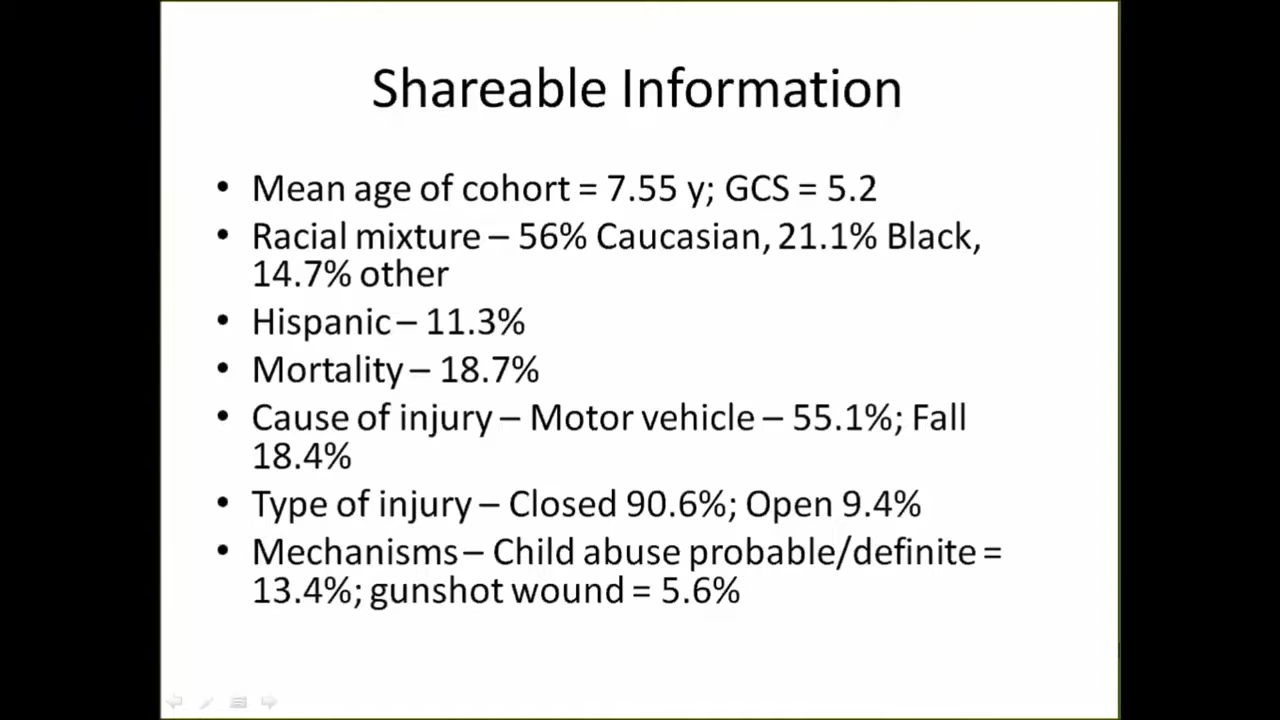 Shareable Information
• Mean age of cohort = 7.55 y; GCS = 5.2
• Racial mixture – 56% Caucasian, 21.1% Black,
14.7% other
• Hispanic – 11.3%
• Mortality – 18.7%
• Cause of injury – Motor vehicle – 55.1%; Fall
18.4%
• Type of injury – Closed 90.6%; Open 9.4%
• Mechanisms – Child abuse probable/definite =
13.4%; gunshot wound = 5.6%